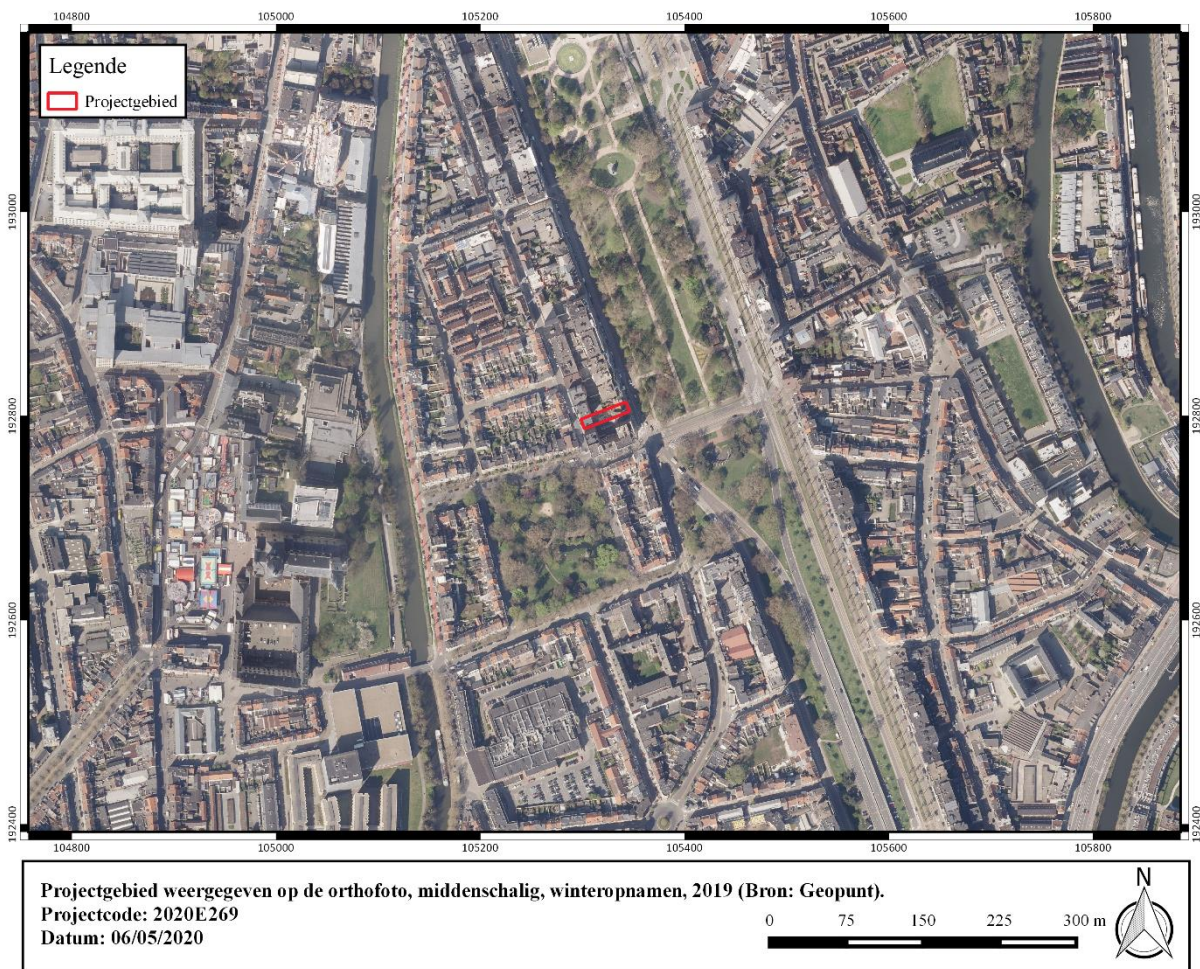 104800 105000 105200 105400 105600 105800
Legende
Projectgebied
193000 193000
192800 192800
192600 192600
192400 192400
104800 105000 105200 105400 105600 105800
Projectgebied weergegeven op de orthofoto, middenschalig, winteropnamen, 2019 (Bron: Geopunt).
Projectcode: 2020E269
Datum: 06/05/2020
0 75 150 225 300 m
N